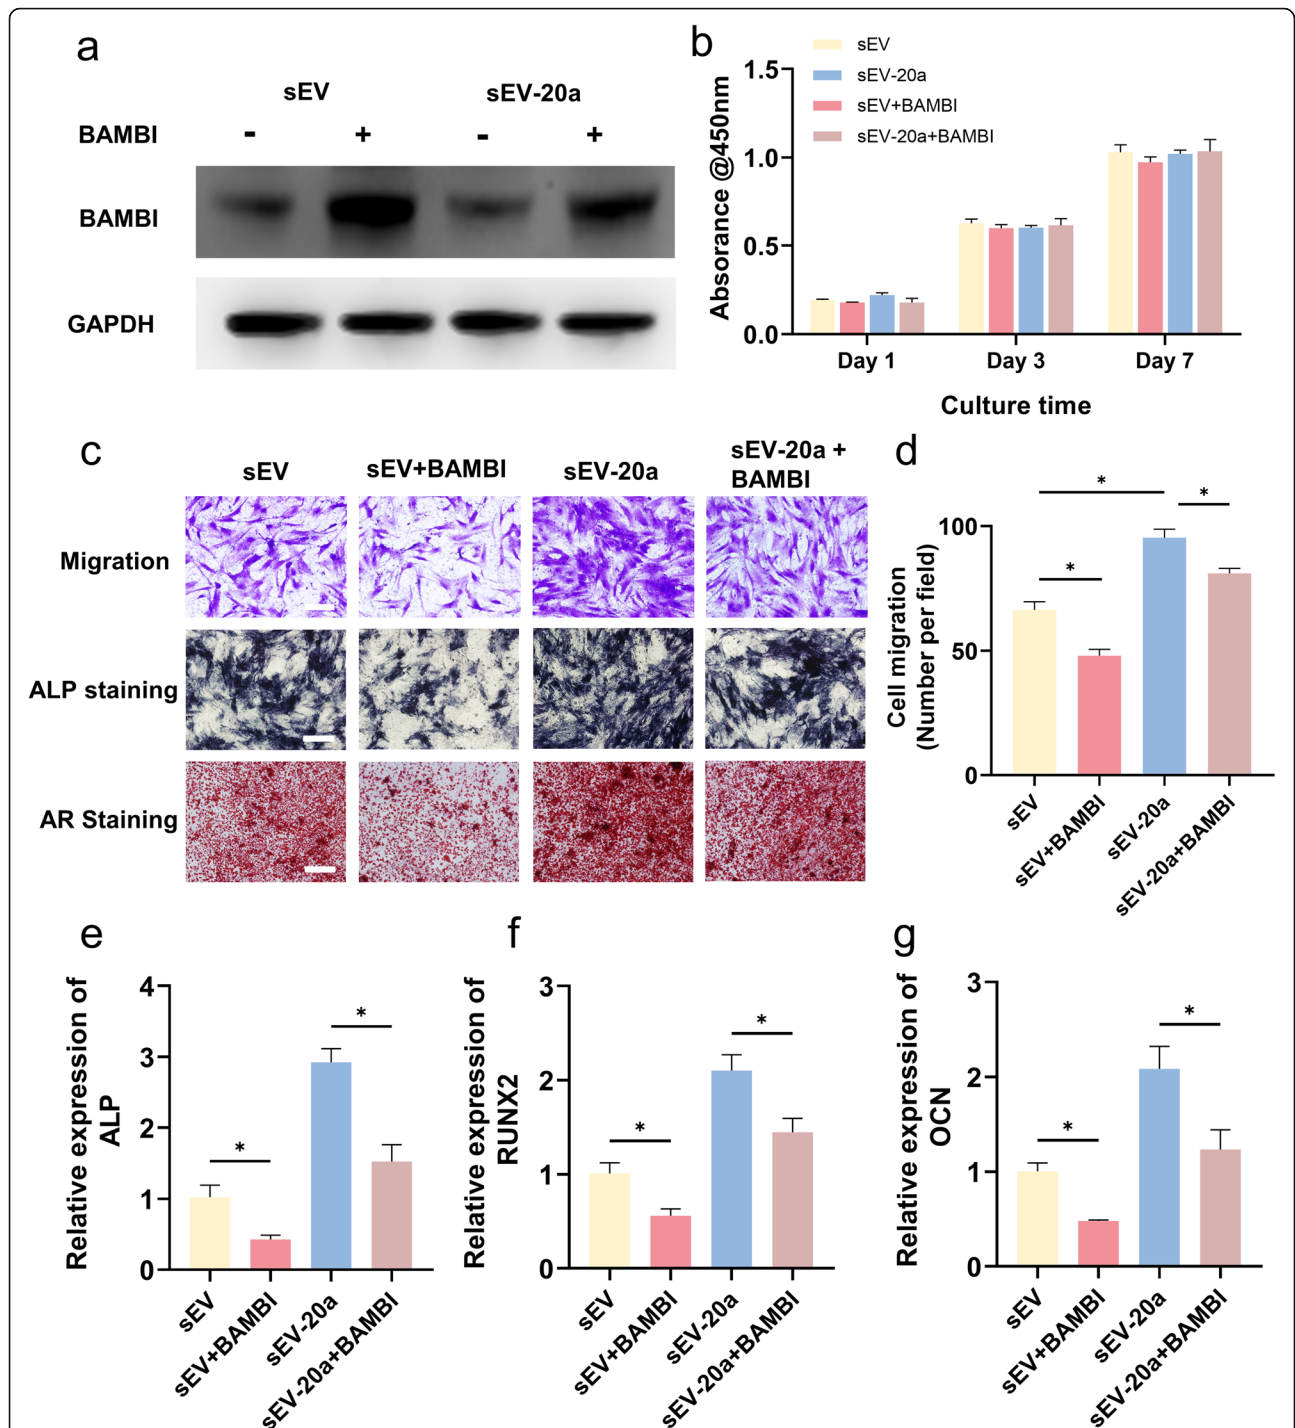 a
sEV sEV-20a
BAMBI - + - +
BAMBI
GAPDH
b
sEV
sEV-20a
sEV+BAMBI
sEV-20a+BAMBI
Absorance @450nm
1.5
1.0
0.5
0.0
Day 1 Day 3 Day 7
Culture time
c
sEV sEV+BAMBI sEV-20a sEV-20a +
BAMBI
Migration
ALP staining
AR Staining
d
Cell migration
(Number per field)
100
50
0
* * *
sEV sEV+BAMBI sEV-20a sEV-20a+BAMBI
e
Relative expression of
ALP
4
3
2
1
0
* *
sEV sEV+BAMBI sEV-20a sEV-20a+BAMBI
f
Relative expression of
RUNX2
3
2
1
0
* *
sEV sEV+BAMBI sEV-20a sEV-20a+BAMBI
g
Relative expression of
OCN
3
2
1
0
* *
sEV sEV+BAMBI sEV-20a sEV-20a+BAMBI